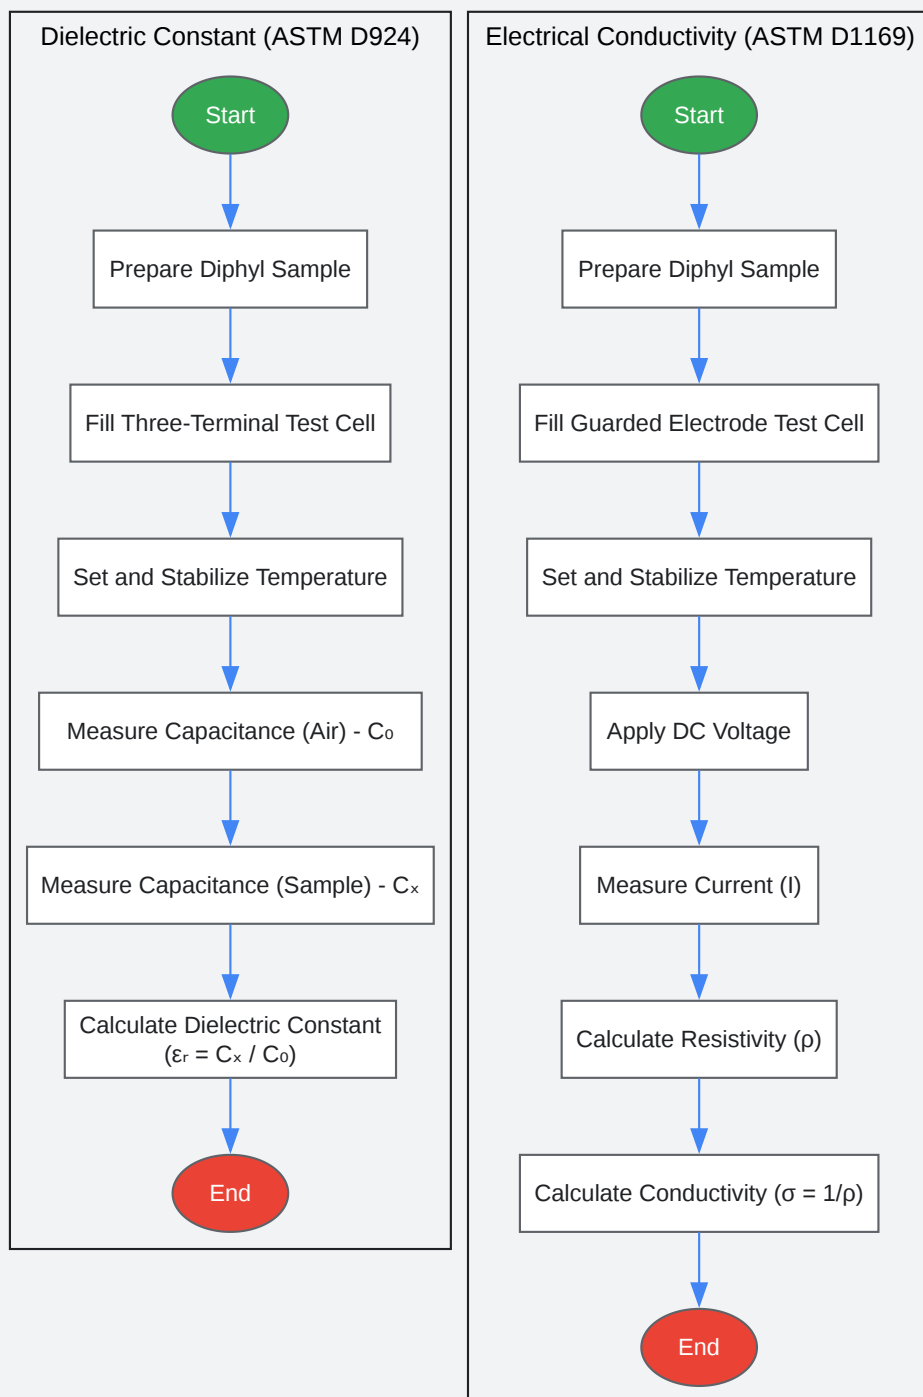 Dielectric Constant (ASTM D924)
Start
Prepare Diphyl Sample
Fill Three-Terminal Test Cell
Set and Stabilize Temperature
Measure Capacitance (Air) - C₀
Measure Capacitance (Sample) - Cₓ
Calculate Dielectric Constant
(εᵣ = Cₓ / C₀)
End
Electrical Conductivity (ASTM D1169)
Start
Prepare Diphyl Sample
Fill Guarded Electrode Test Cell
Set and Stabilize Temperature
Apply DC Voltage
Measure Current (I)
Calculate Resistivity (ρ)
Calculate Conductivity (σ = 1/ρ)
End